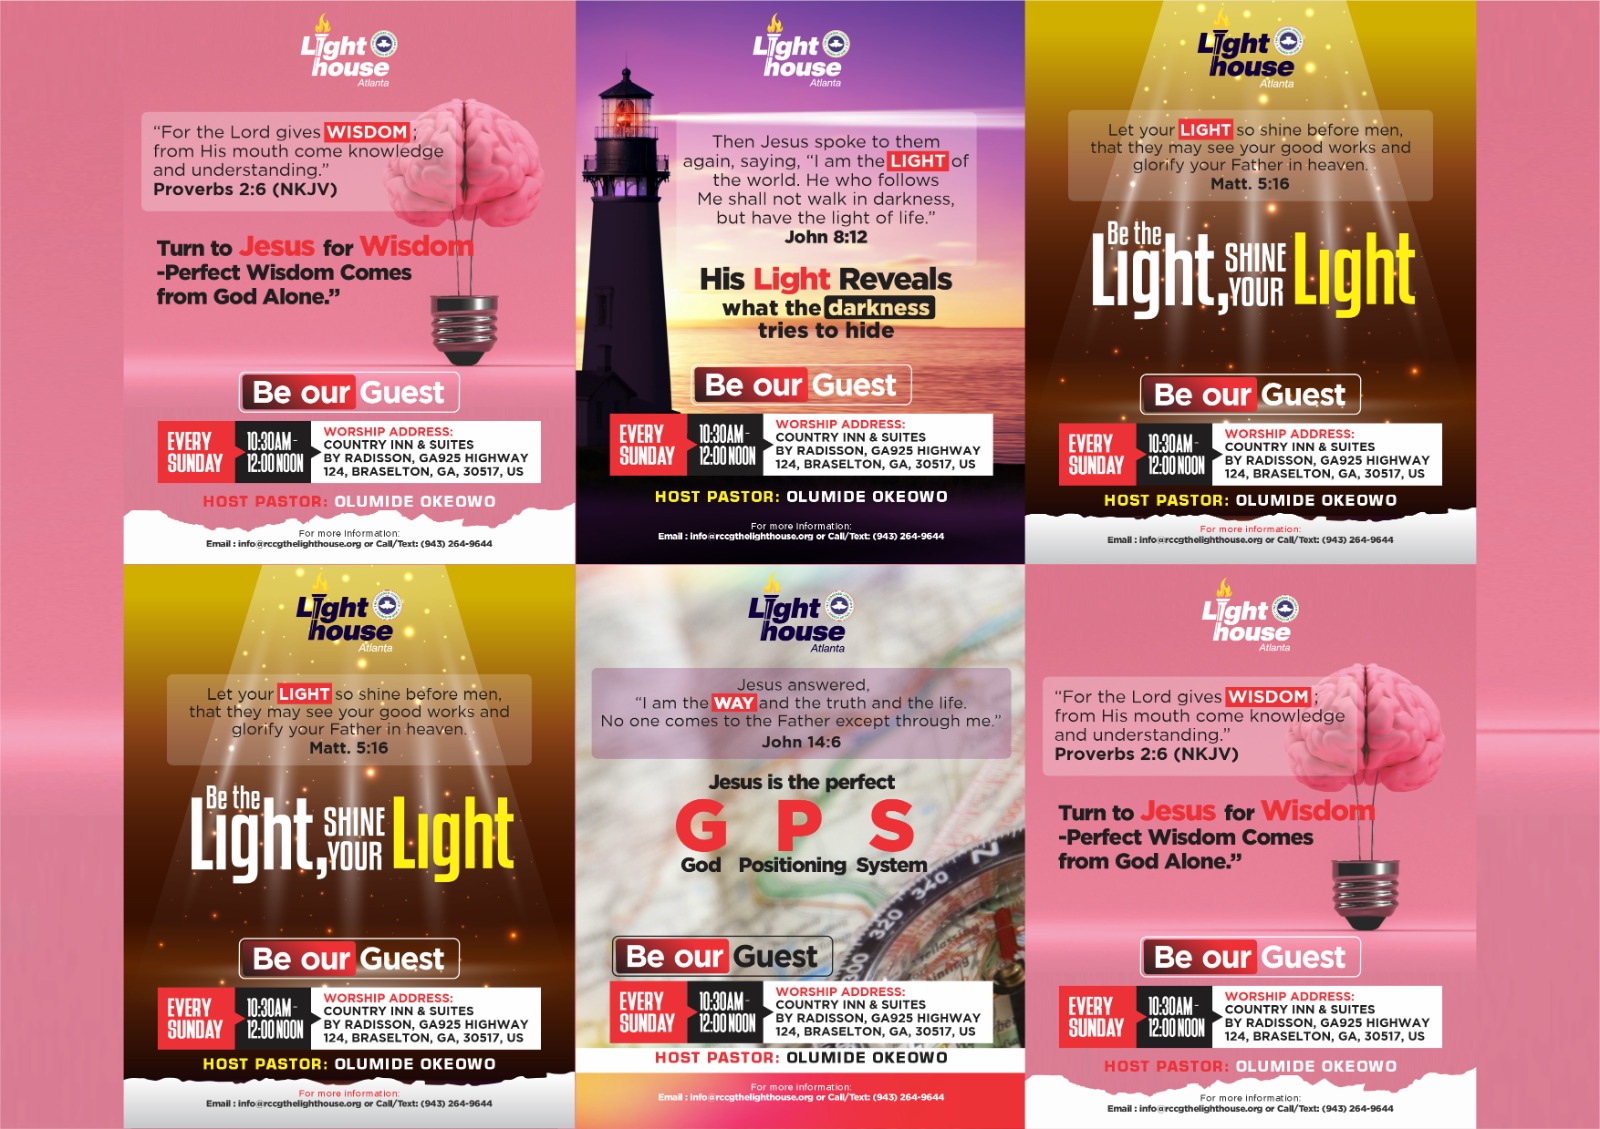 Light
house
Atlanta
“For the Lord gives WISDOM;
from His mouth come knowledge
and understanding.”
Proverbs 2:6 (NKJV)
Turn to Jesus for Wisdom
-Perfect Wisdom Comes
from God Alone.”
Be our Guest
EVERY
SUNDAY
10:30AM-
12:00 NOON
WORSHIP ADDRESS:
COUNTRY INN & SUITES
BY RADISSON, GA925 HIGHWAY
124, BRASELTON, GA, 30517, US
HOST PASTOR: OLUMIDE OKEOWO
For more information:
Email : info@rccgthelighthouse.org or Call/Text: (943) 264-9644
Light
house
Atlanta
Then Jesus spoke to them
again, saying, “I am the LIGHT of
the world. He who follows
Me shall not walk in darkness,
but have the light of life.”
John 8:12
His Light Reveals
what the darkness
tries to hide
Be our Guest
EVERY
SUNDAY
10:30AM-
12:00 NOON
WORSHIP ADDRESS:
COUNTRY INN & SUITES
BY RADISSON, GA925 HIGHWAY
124, BRASELTON, GA, 30517, US
HOST PASTOR: OLUMIDE OKEOWO
For more information:
Email : info@rccgthelighthouse.org or Call/Text: (943) 264-9644
Light
house
Atlanta
Let your LIGHT so shine before men,
that they may see your good works and
glorify your Father in heaven.
Matt. 5:16
Be the
Light, SHINE
YOUR Light
Be our Guest
EVERY
SUNDAY
10:30AM-
12:00 NOON
WORSHIP ADDRESS:
COUNTRY INN & SUITES
BY RADISSON, GA925 HIGHWAY
124, BRASELTON, GA, 30517, US
HOST PASTOR: OLUMIDE OKEOWO
For more information:
Email : info@rccgthelighthouse.org or Call/Text: (943) 264-9644
Light
house
Atlanta
Let your LIGHT so shine before men,
that they may see your good works and
glorify your Father in heaven.
Matt. 5:16
Be the
Light, SHINE
YOUR Light
Be our Guest
EVERY
SUNDAY
10:30AM-
12:00 NOON
WORSHIP ADDRESS:
COUNTRY INN & SUITES
BY RADISSON, GA925 HIGHWAY
124, BRASELTON, GA, 30517, US
HOST PASTOR: OLUMIDE OKEOWO
For more information:
Email : info@rccgthelighthouse.org or Call/Text: (943) 264-9644
Light
house
Atlanta
Jesus answered,
“I am the WAY and the truth and the life.
No one comes to the Father except through me.”
John 14:6
Jesus is the perfect
G P S
God Positioning System
N
340
320
300
Be our Guest
EVERY
SUNDAY
10:30AM-
12:00 NOON
WORSHIP ADDRESS:
COUNTRY INN & SUITES
BY RADISSON, GA925 HIGHWAY
124, BRASELTON, GA, 30517, US
HOST PASTOR: OLUMIDE OKEOWO
For more information:
Email : info@rccgthelighthouse.org or Call/Text: (943) 264-9644
Light
house
Atlanta
“For the Lord gives WISDOM;
from His mouth come knowledge
and understanding.”
Proverbs 2:6 (NKJV)
Turn to Jesus for Wisdom
-Perfect Wisdom Comes
from God Alone.”
Be our Guest
EVERY
SUNDAY
10:30AM-
12:00 NOON
WORSHIP ADDRESS:
COUNTRY INN & SUITES
BY RADISSON, GA925 HIGHWAY
124, BRASELTON, GA, 30517, US
HOST PASTOR: OLUMIDE OKEOWO
For more information:
Email : info@rccgthelighthouse.org or Call/Text: (943) 264-9644